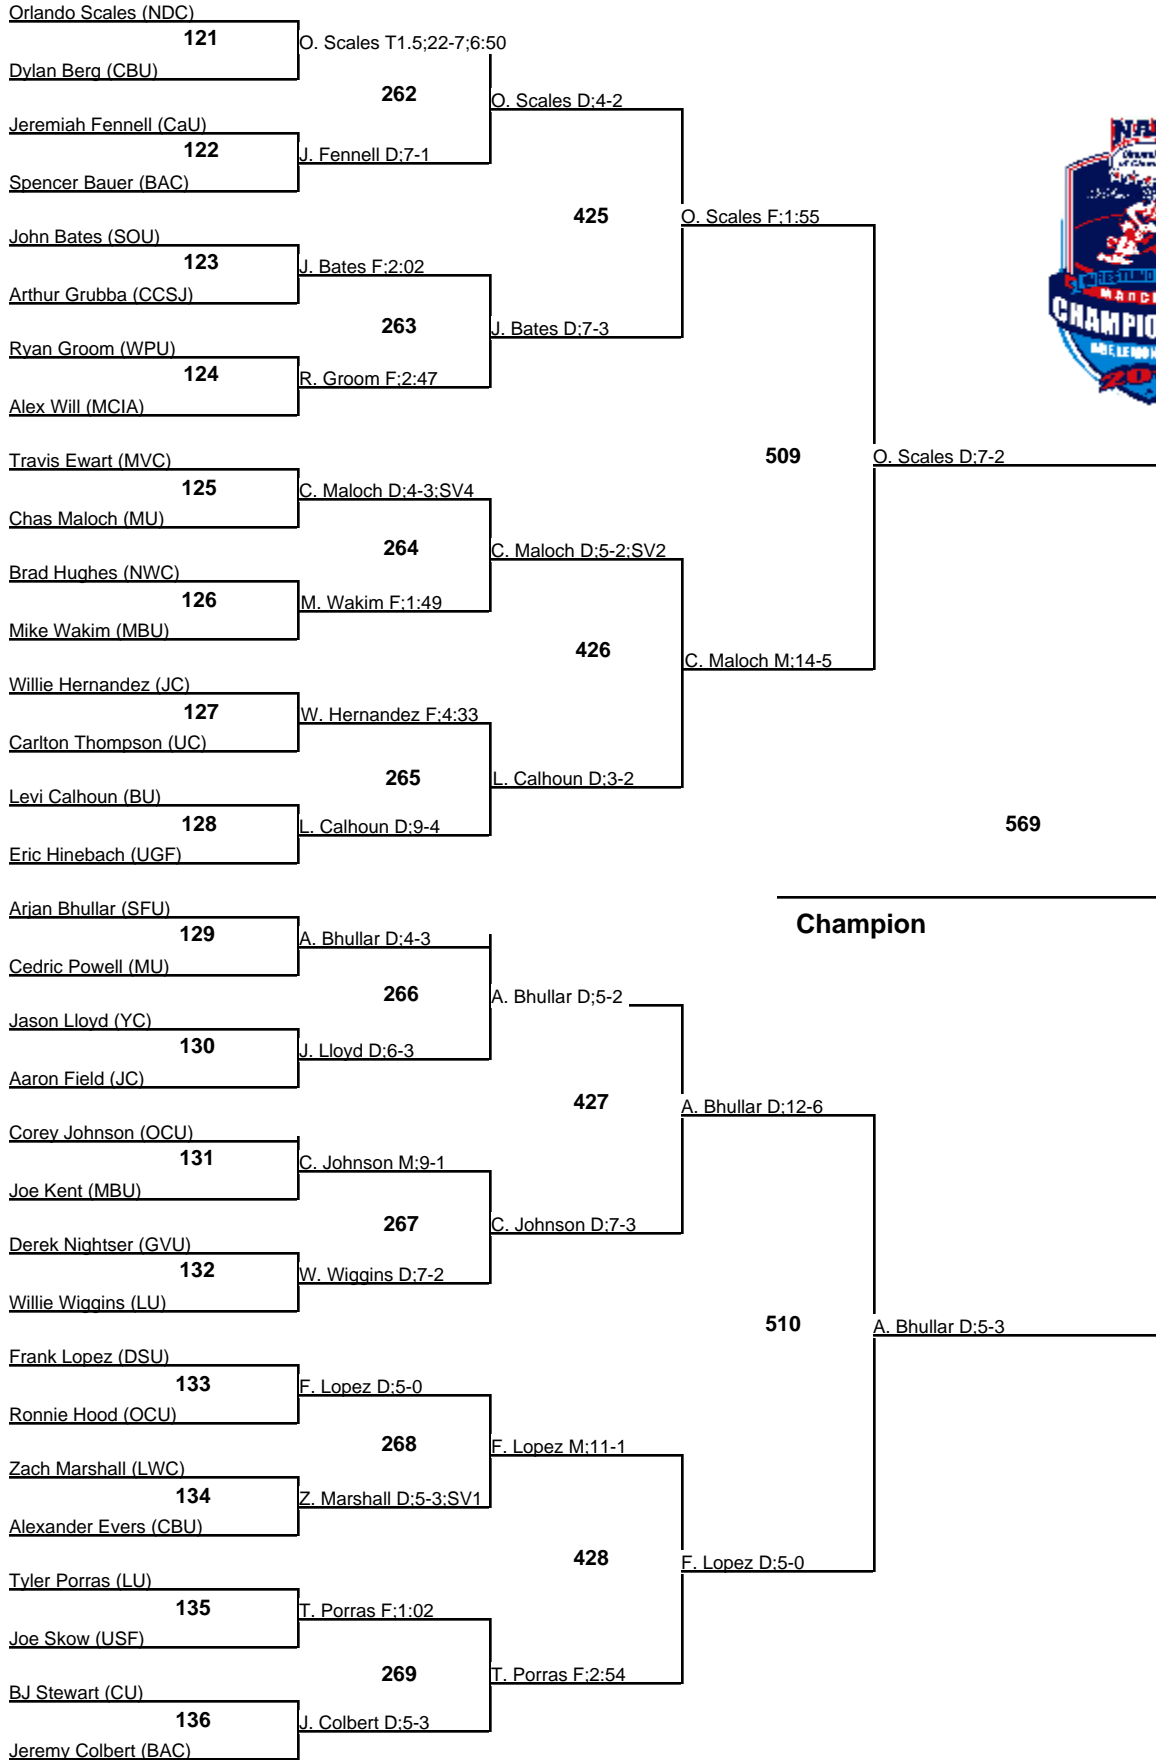 Orlando Scales (NDC)
121
O. Scales T1.5;22-7;6:50
Dylan Berg (CBU)
262
O. Scales D;4-2
Jeremiah Fennell (CaU)
122
J. Fennell D;7-1
Spencer Bauer (BAC)
425
O. Scales F;1:55
John Bates (SOU)
123
J. Bates F;2:02
Arthur Grubba (CCSJ)
263
J. Bates D;7-3
Ryan Groom (WPU)
124
R. Groom F;2:47
Alex Will (MCIA)
509
O. Scales D;7-2
Travis Ewart (MVC)
125
C. Maloch D;4-3;SV4
Chas Maloch (MU)
264
C. Maloch D;5-2;SV2
Brad Hughes (NWC)
126
M. Wakim F;1:49
Mike Wakim (MBU)
426
C. Maloch M;14-5
Willie Hernandez (JC)
127
W. Hernandez F;4:33
Carlton Thompson (UC)
265
L. Calhoun D;3-2
Levi Calhoun (BU)
128
L. Calhoun D;9-4
Eric Hinebach (UGF)
569
Champion
Arjan Bhullar (SFU)
129
A. Bhullar D;4-3
Cedric Powell (MU)
266
A. Bhullar D;5-2
Jason Lloyd (YC)
130
J. Lloyd D;6-3
Aaron Field (JC)
427
A. Bhullar D;12-6
Corey Johnson (OCU)
131
C. Johnson M;9-1
Joe Kent (MBU)
267
C. Johnson D;7-3
Derek Nightser (GVU)
132
W. Wiggins D;7-2
Willie Wiggins (LU)
510
A. Bhullar D;5-3
Frank Lopez (DSU)
133
F. Lopez D;5-0
Ronnie Hood (OCU)
268
F. Lopez M;11-1
Zach Marshall (LWC)
134
Z. Marshall D;5-3;SV1
Alexander Evers (CBU)
428
F. Lopez D;5-0
Tyler Porras (LU)
135
T. Porras F;1:02
Joe Skow (USF)
269
T. Porras F;2:54
BJ Stewart (CU)
136
J. Colbert D;5-3
Jeremy Colbert (BAC)